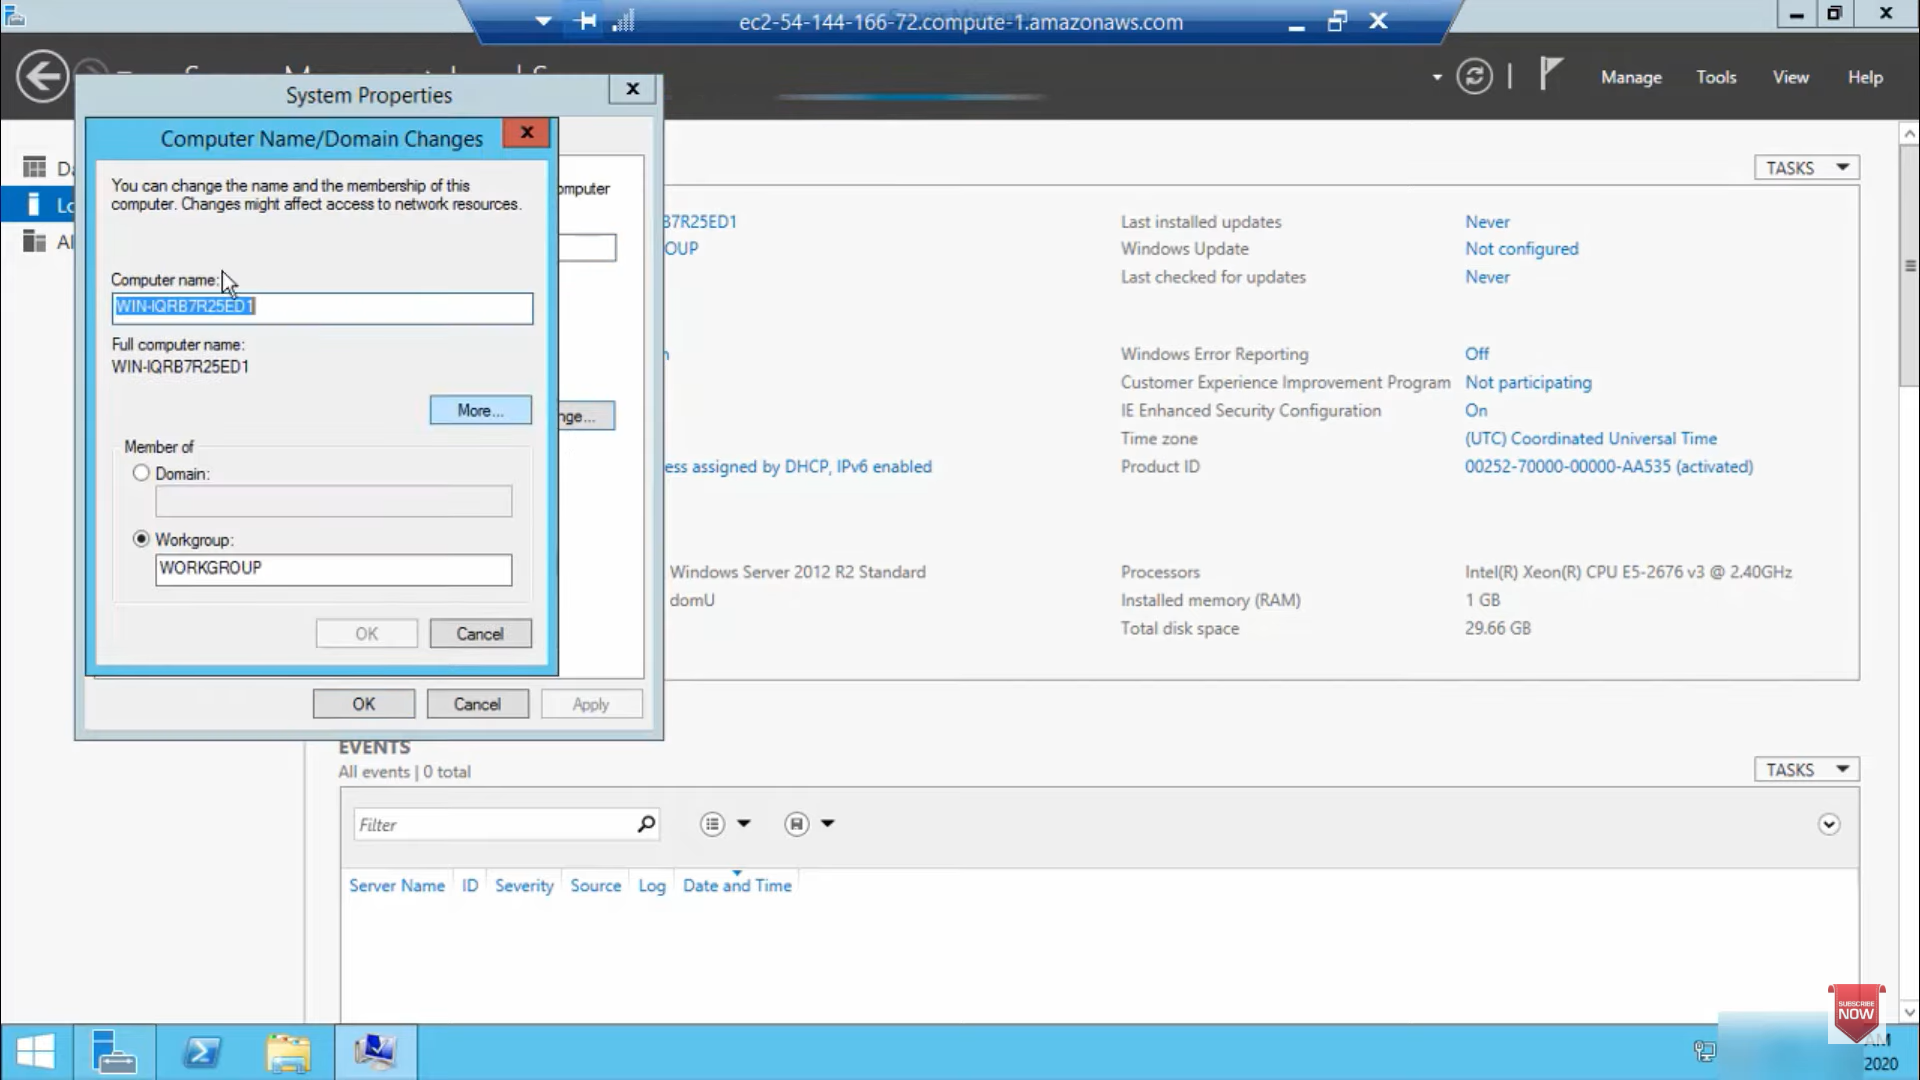 ec2-54-144-166-72.compute-1.amazonaws.com
Manage
Tools
View
Help
System Properties
Computer Name/Domain Changes
You can change the name and the membership of this
computer. Changes might affect access to network resources.
Computer name:
WIN-IQRB7R25ED1
Full computer name:
WIN-IQRB7R25ED1
More...
Member of
Domain:
Workgroup:
WORKGROUP
OK
Cancel
OK
Cancel
Apply
TASKS
Last installed updates
Never
Windows Update
Not configured
Last checked for updates
Never
Windows Error Reporting
Off
Customer Experience Improvement Program
Not participating
IE Enhanced Security Configuration
On
Time zone
(UTC) Coordinated Universal Time
assigned by DHCP, IPv6 enabled
Product ID
00252-70000-00000-AA535 (activated)
Windows Server 2012 R2 Standard
Processors
Intel(R) Xeon(R) CPU E5-2676 v3 @ 2.40GHz
domU
Installed memory (RAM)
1 GB
Total disk space
29.66 GB
EVENTS
All events | 0 total
TASKS
Filter
Server Name
ID
Severity
Source
Log
Date and Time
SUBSCRIBE
NOW
AM
2020